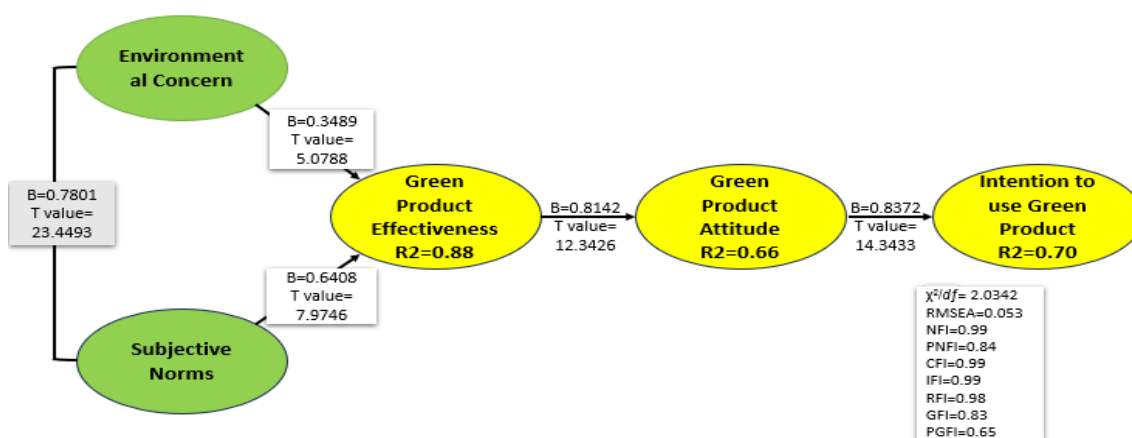 Environment
al Concern
B=0.3489
T value=
5.0788
B=0.7801
T value=
23.4493
Green
Product
Effectiveness
R2=0.88
B=0.8142
T value=
12.3426
Green
Product
Attitude
R2=0.66
B=0.8372
T value=
14.3433
Intention to
use Green
Product
R2=0.70
B=0.6408
T value=
7.9746
Subjective
Norms
χ²/df= 2.0342
RMSEA=0.053
NFI=0.99
PNFI=0.84
CFI=0.99
IFI=0.99
RFI=0.98
GFI=0.83
PGFI=0.65